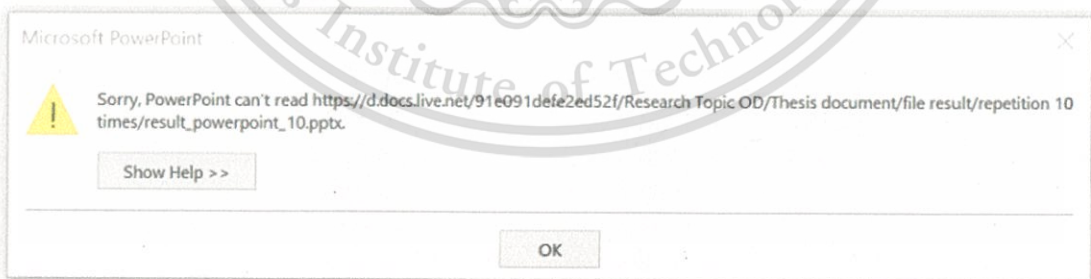 Institute of Technol
Microsoft PowerPoint
Sorry, PowerPoint can't read https://d.docs.live.net/91e091defe2ed52f/Research Topic OD/Thesis document/file result/repetition 10
times/result_powerpoint_10.pptx.
Show Help >>
OK